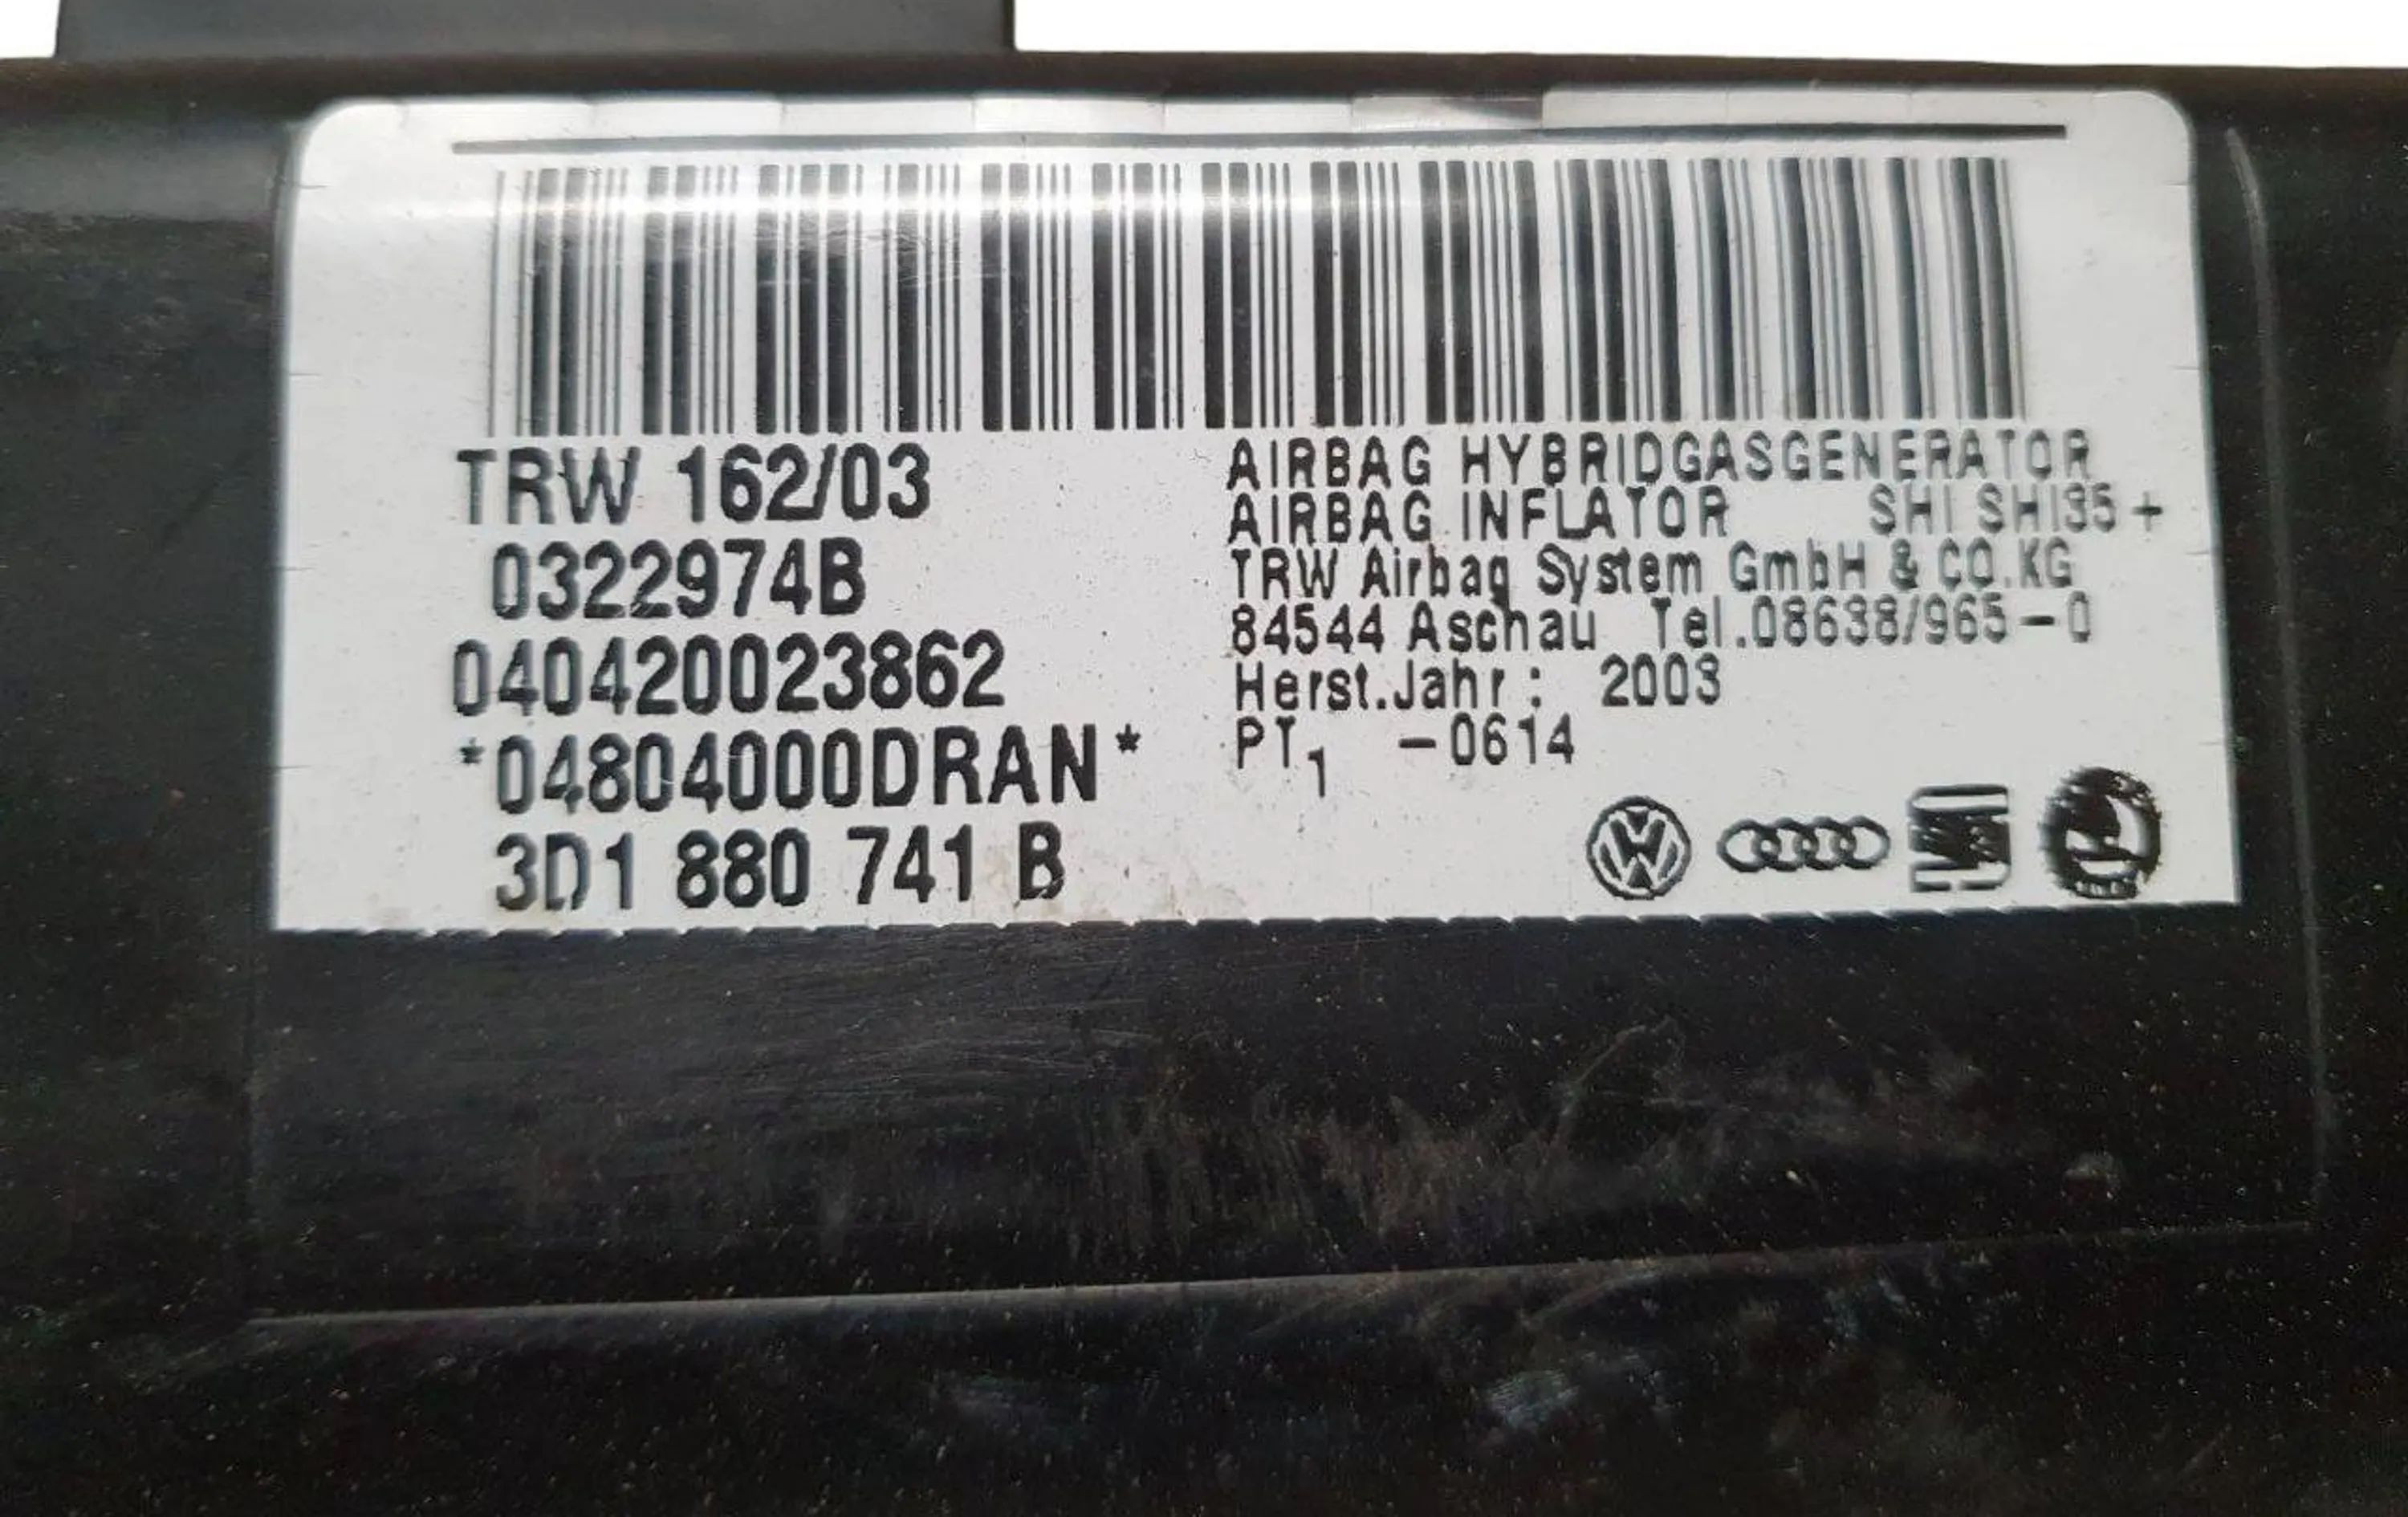 TRW 162/03
0322974B
040420023862
*04804000DRAN*
3D1 880 741 B
AIRBAG HYBRIDGASGENERATOR
AIRBAG INFLATOR SHI SHI35+
TRW Airbag System GmbH & CO.KG
84544 Aschau Tel.08638/965-0
Herst.Jahr: 2003
PT1 -0614